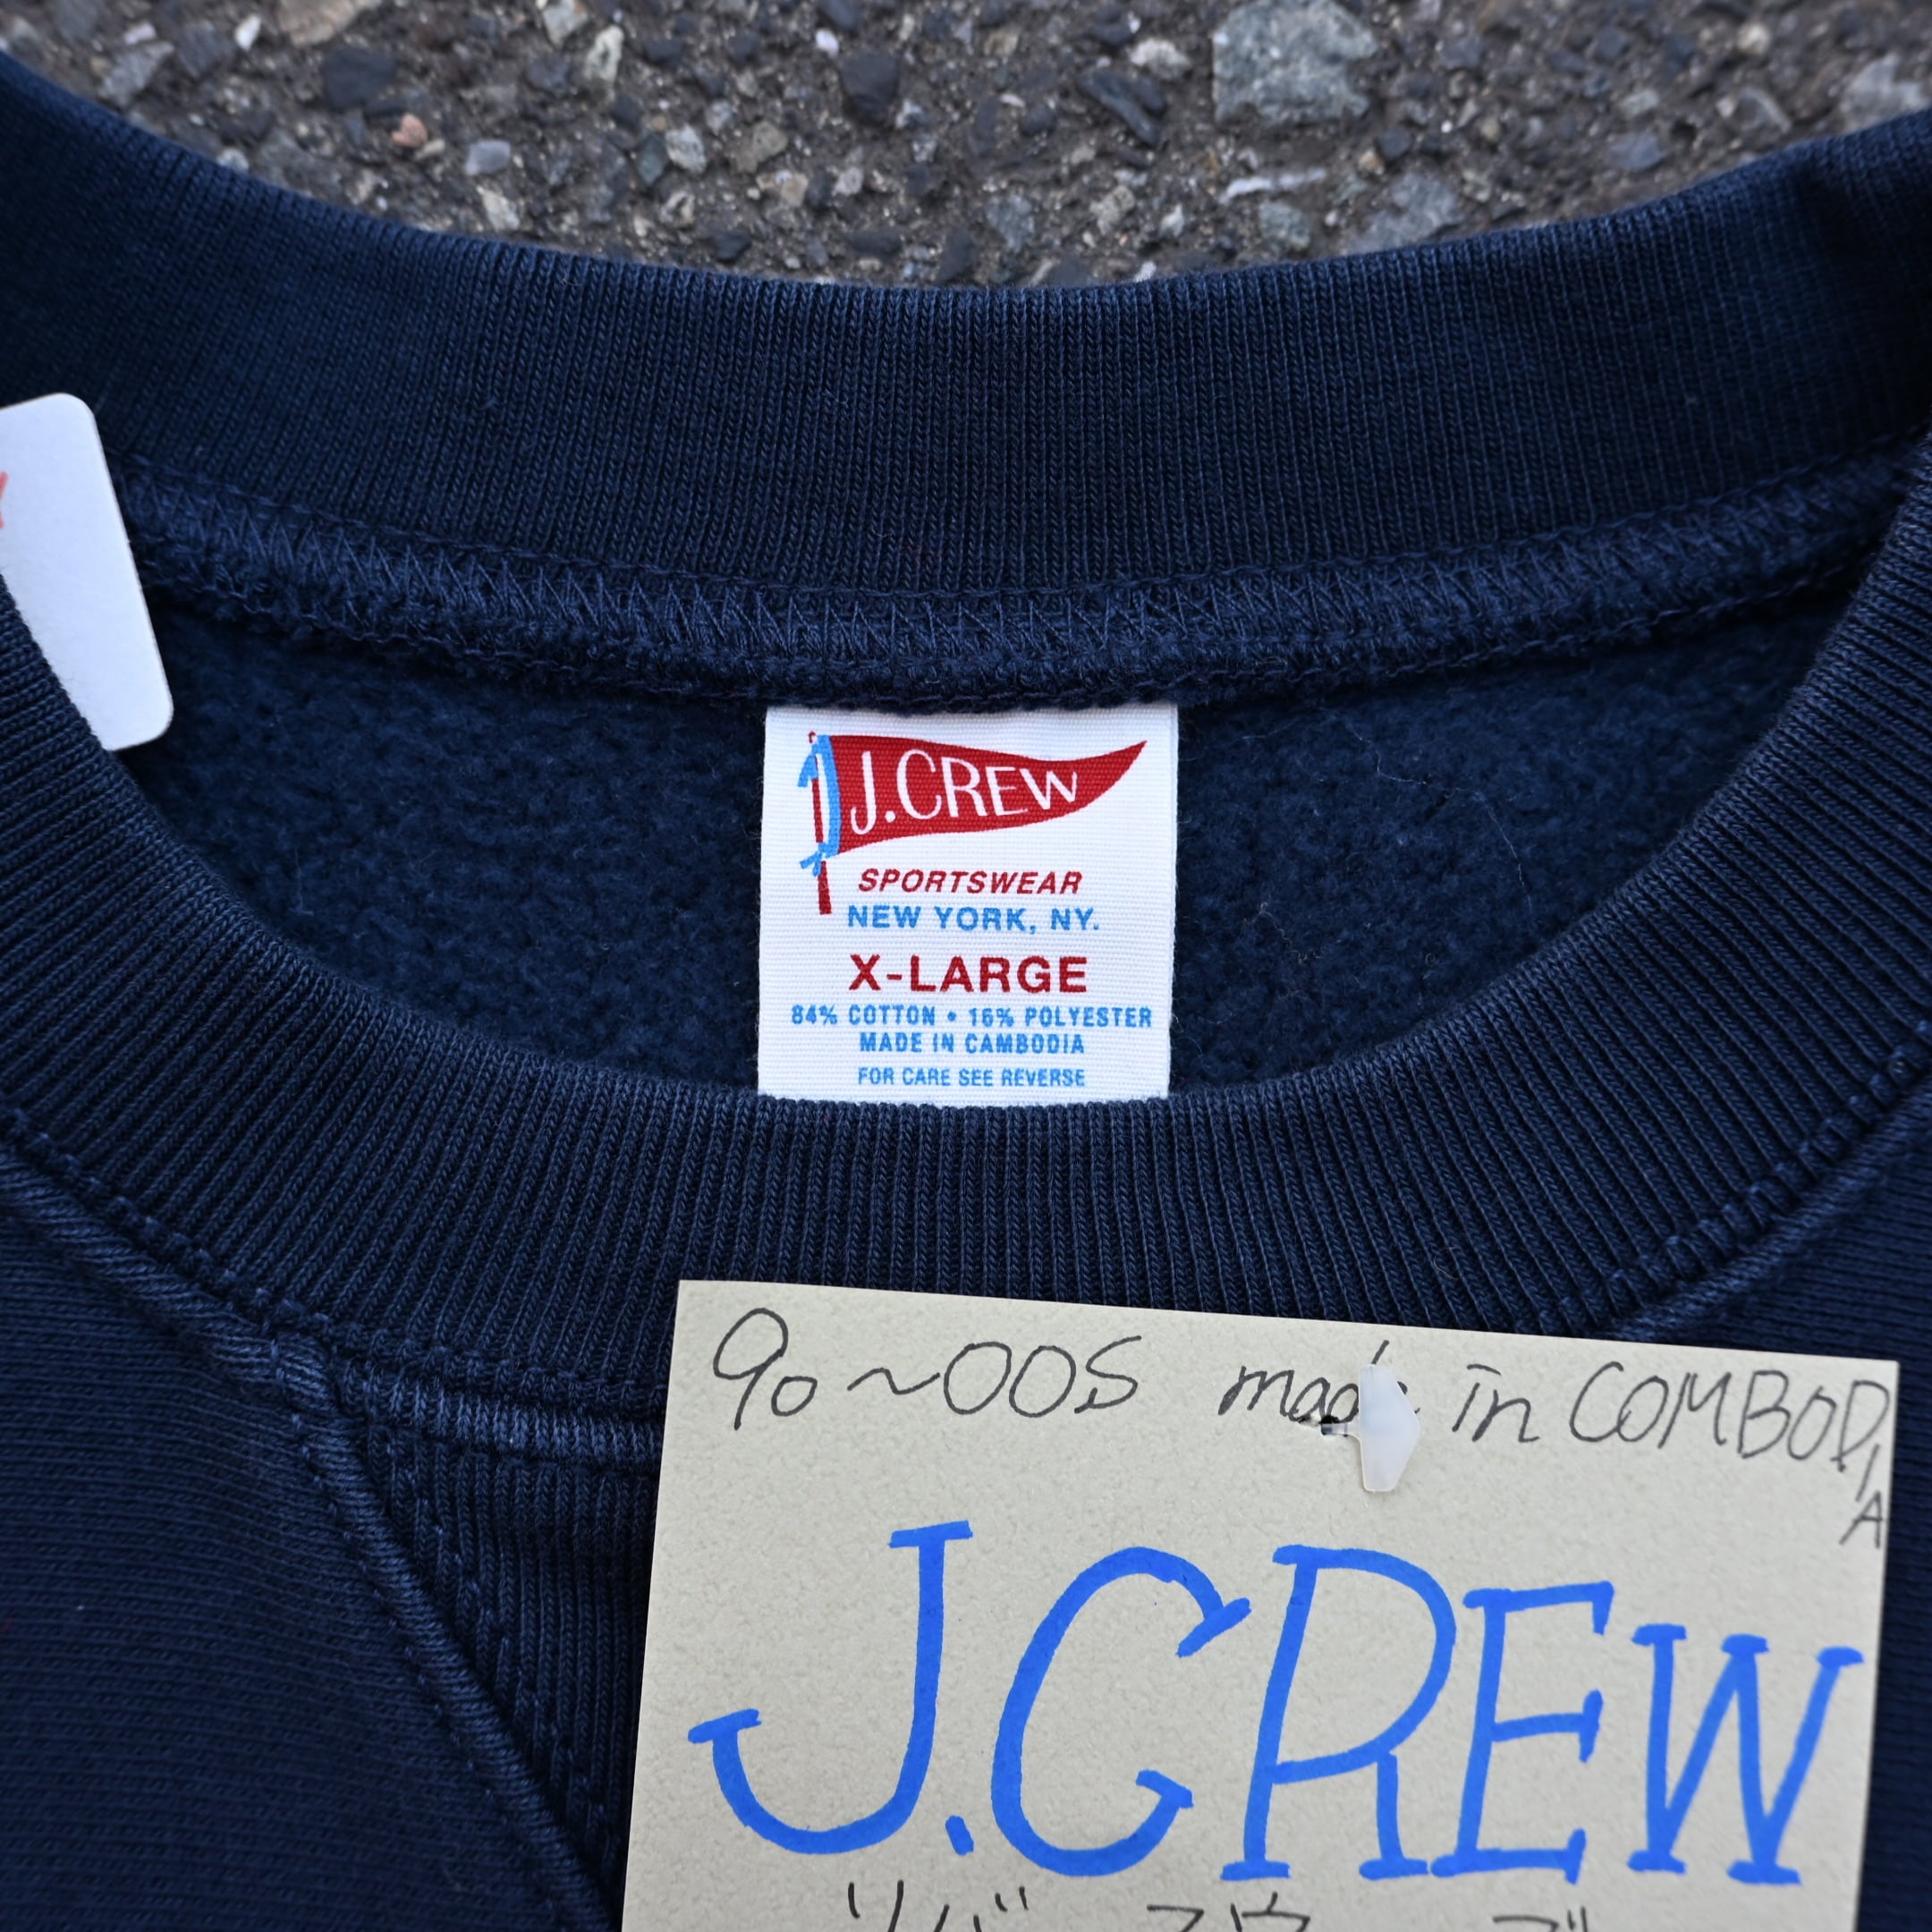 J.CREW
SPORTSWEAR
NEW YORK, NY.
X-LARGE
84% COTTON • 16% POLYESTER
MADE IN CAMBODIA
FOR CARE SEE REVERSE
90~00S made in COMBODIA
J.CREW